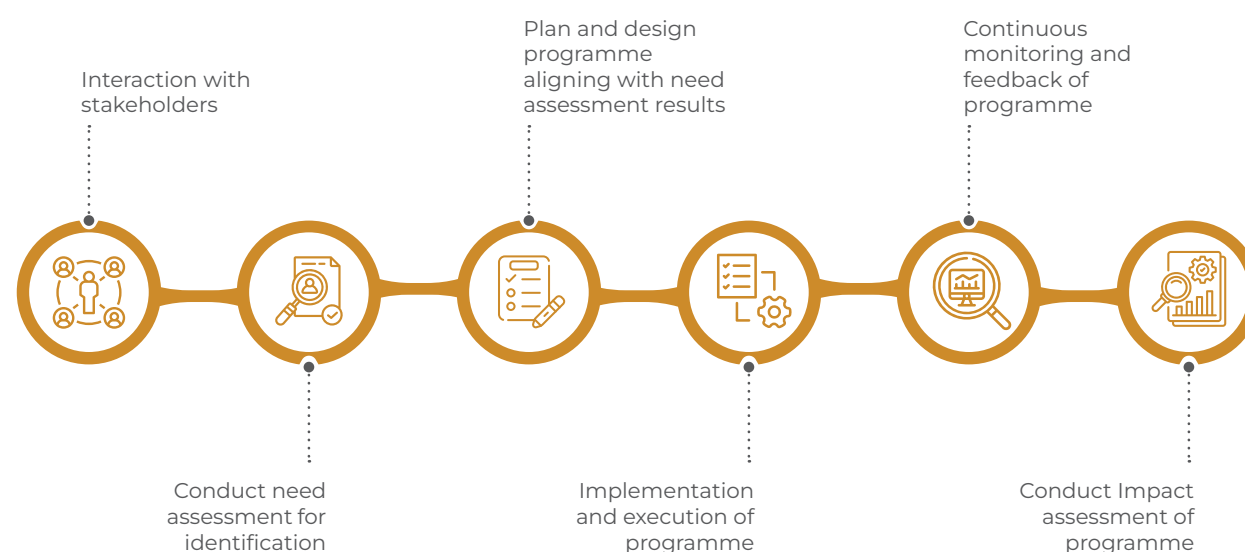 Interaction with
stakeholders
Conduct need
assessment for
identification
Plan and design
programme
aligning with need
assessment results
Implementation
and execution of
programme
Continuous
monitoring and
feedback of
programme
Conduct Impact
assessment of
programme